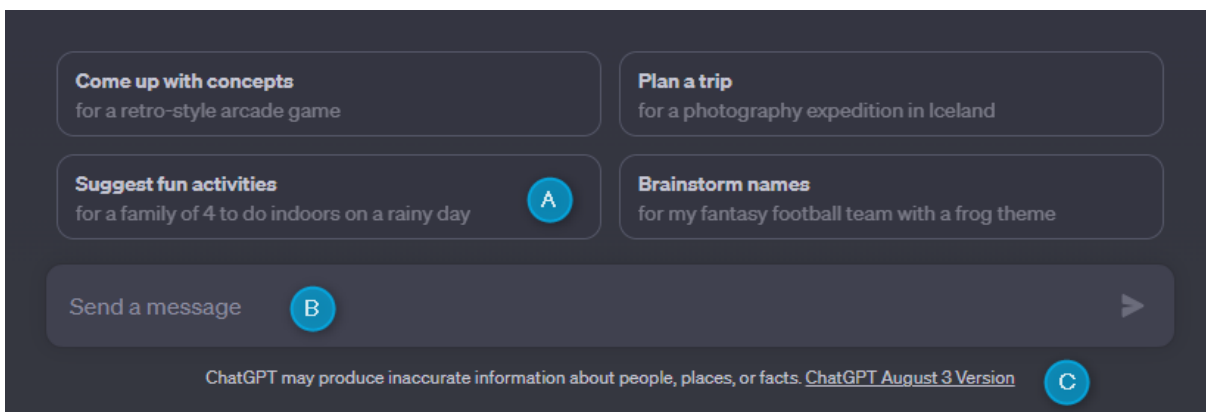 Come up with concepts
for a retro-style arcade game
Plan a trip
for a photography expedition in Iceland
Suggest fun activities
for a family of 4 to do indoors on a rainy day
A
Brainstorm names
for my fantasy football team with a frog theme
Send a message
B
ChatGPT may produce inaccurate information about people, places, or facts. ChatGPT August 3 Version
C